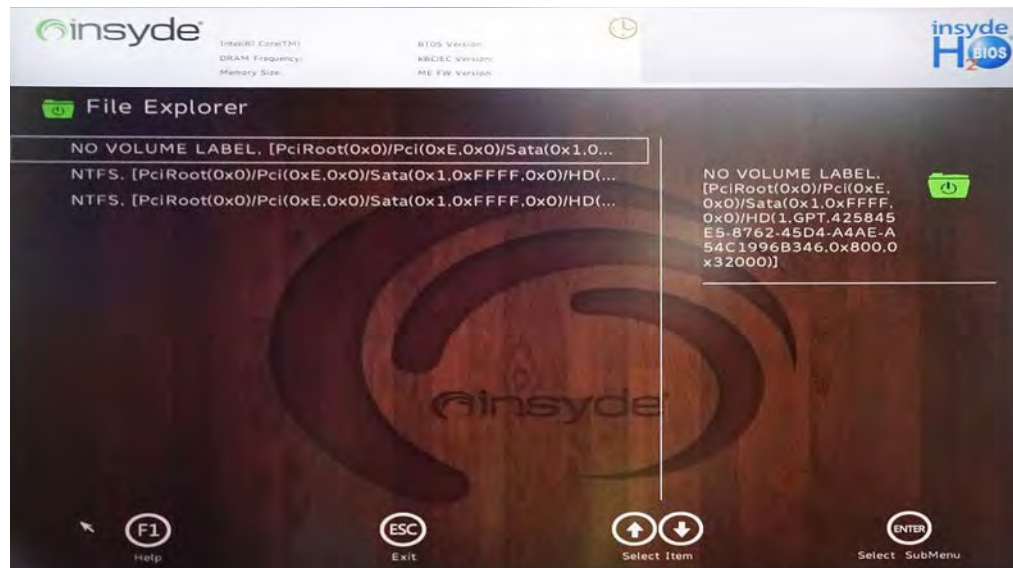 insyde
Intel(R) Core(TM)
DRAM Frequency:
Memory Size:
BIOS Version:
KBC/EC Version:
ME FW Version:
insyde
H2O BIOS
File Explorer
NO VOLUME LABEL, [PciRoot(0x0)/Pci(0xE,0x0)/Sata(0x1,0...
NTFS, [PciRoot(0x0)/Pci(0xE,0x0)/Sata(0x1,0xFFFF,0x0)/HD(...
NTFS, [PciRoot(0x0)/Pci(0xE,0x0)/Sata(0x1,0xFFFF,0x0)/HD(...
NO VOLUME LABEL,
[PciRoot(0x0)/Pci(0xE,
0x0)/Sata(0x1,0xFFFF,
0x0)/HD(1,GPT,425845
E5-8762-45D4-A4AE-A
54C1996B346,0x800,0
x32000)]
insyde
F1
Help
ESC
Exit
Select Item
ENTER
Select SubMenu